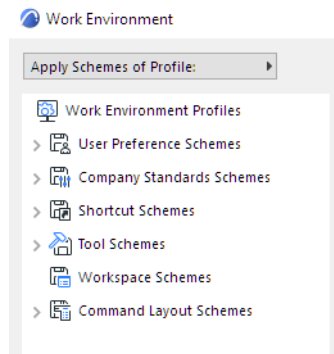 Work Environment
Apply Schemes of Profile:
Work Environment Profiles
User Preference Schemes
Company Standards Schemes
Shortcut Schemes
Tool Schemes
Workspace Schemes
Command Layout Schemes